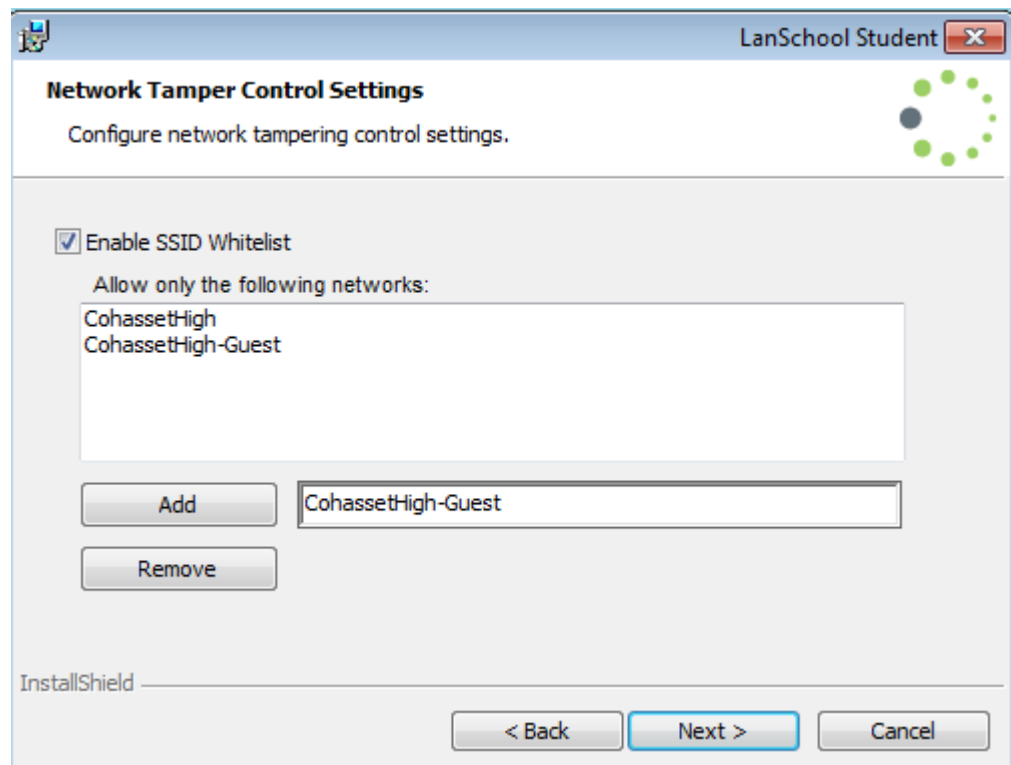 LanSchool Student
Network Tamper Control Settings
Configure network tampering control settings.
Enable SSID Whitelist
Allow only the following networks:
CohassetHigh
CohassetHigh-Guest
Add
CohassetHigh-Guest
Remove
InstallShield
< Back
Next >
Cancel